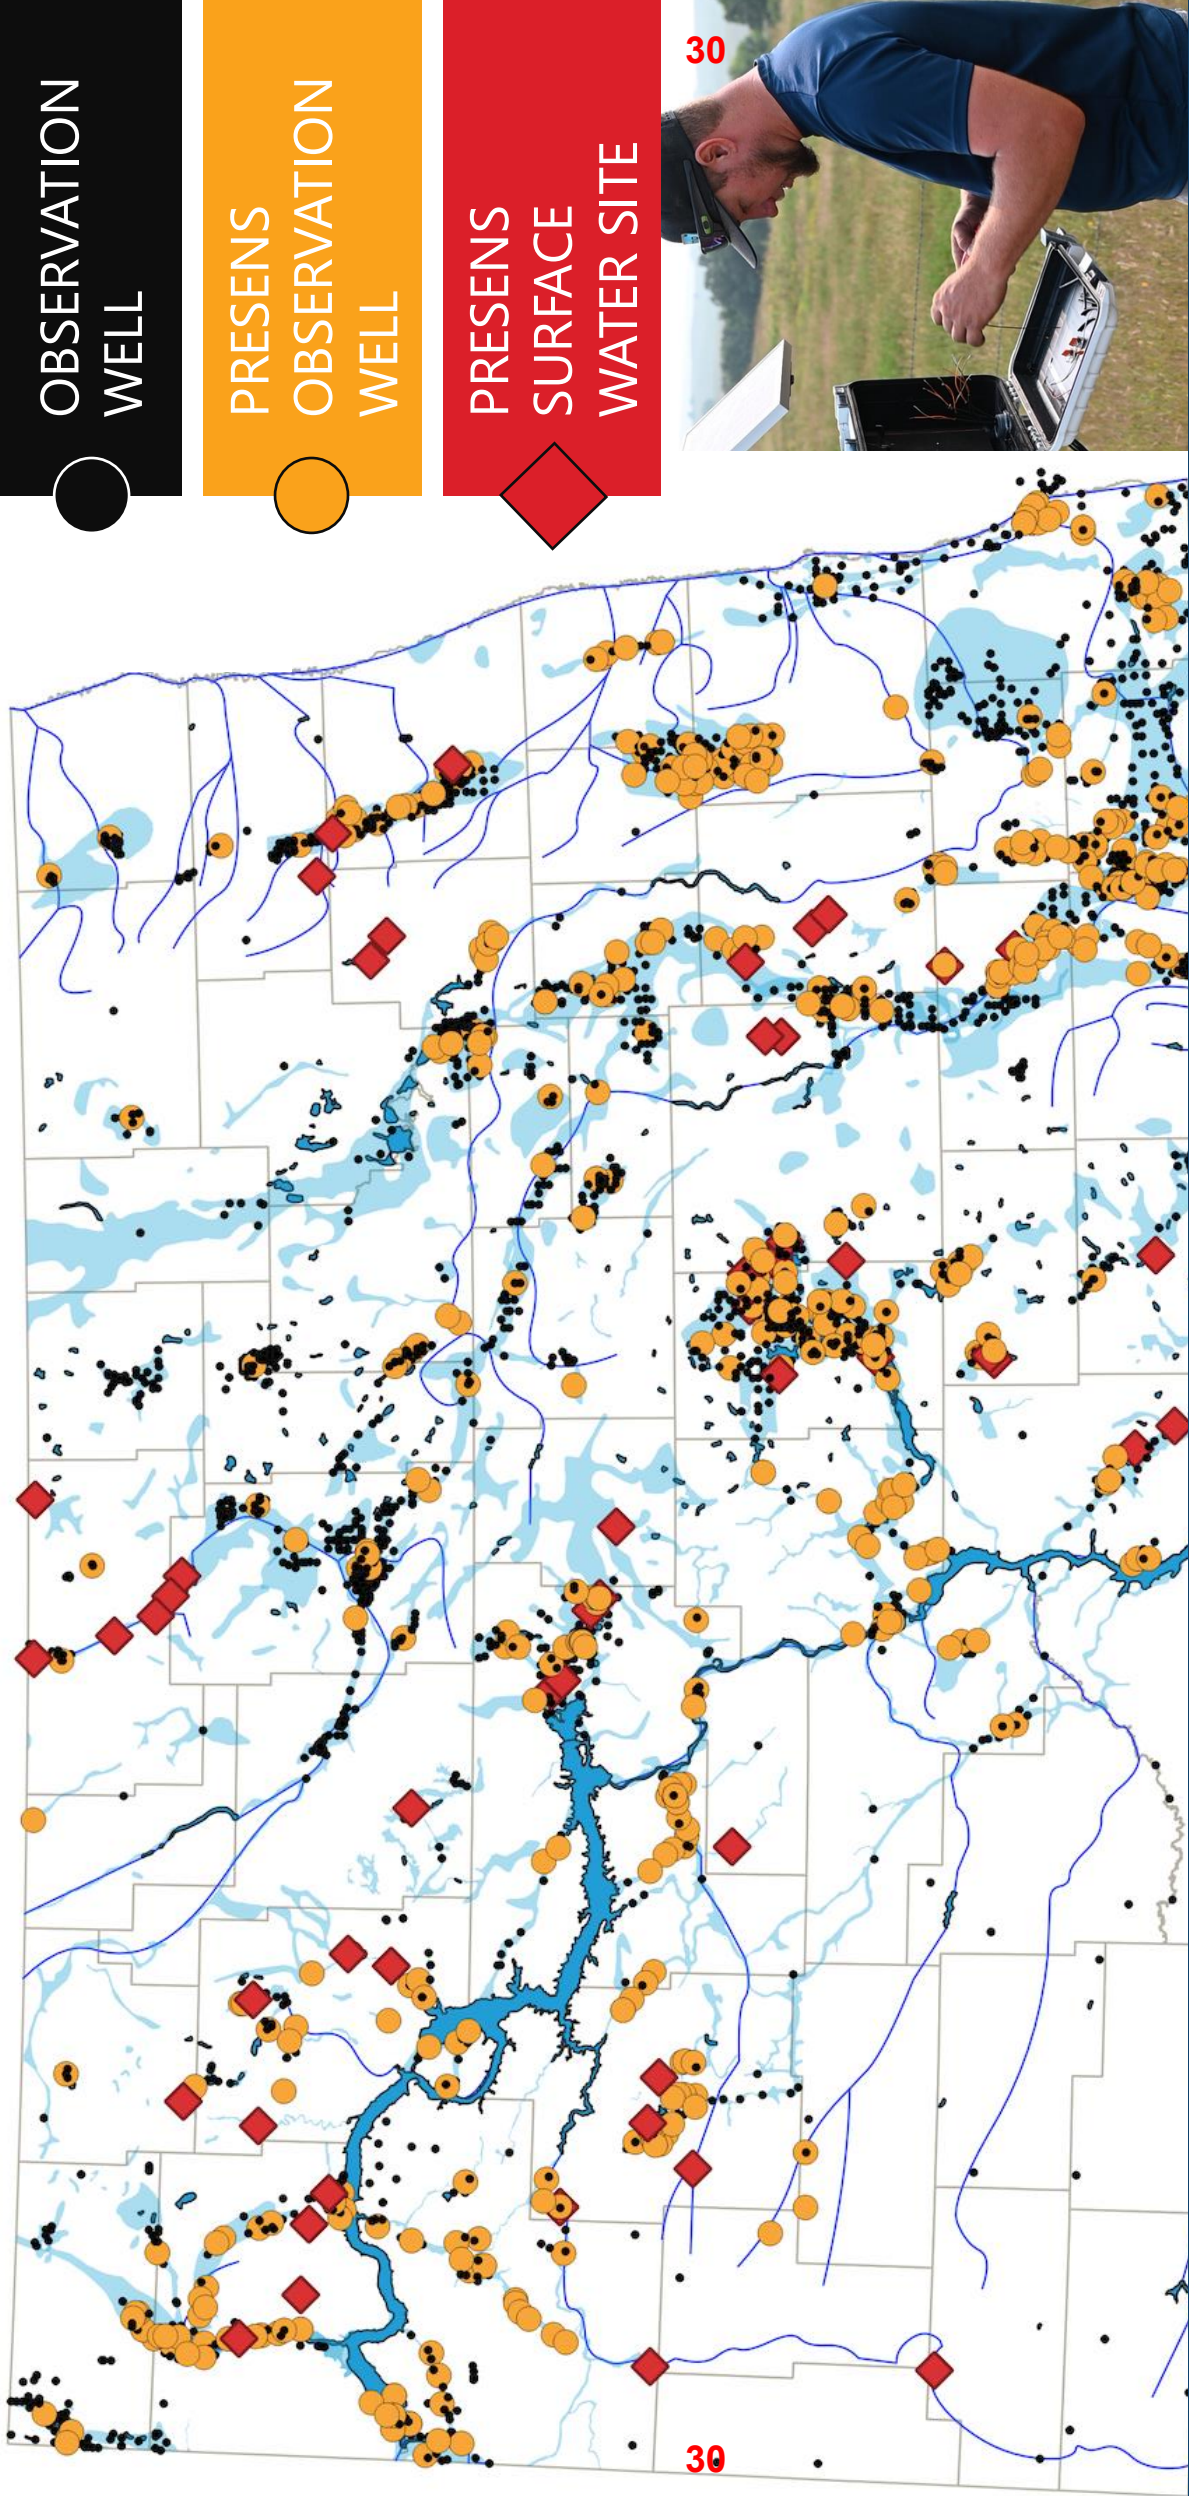 OBSERVATION
WELL
PRESENS
OBSERVATION
WELL
PRESENS
SURFACE
WATER SITE
30
30